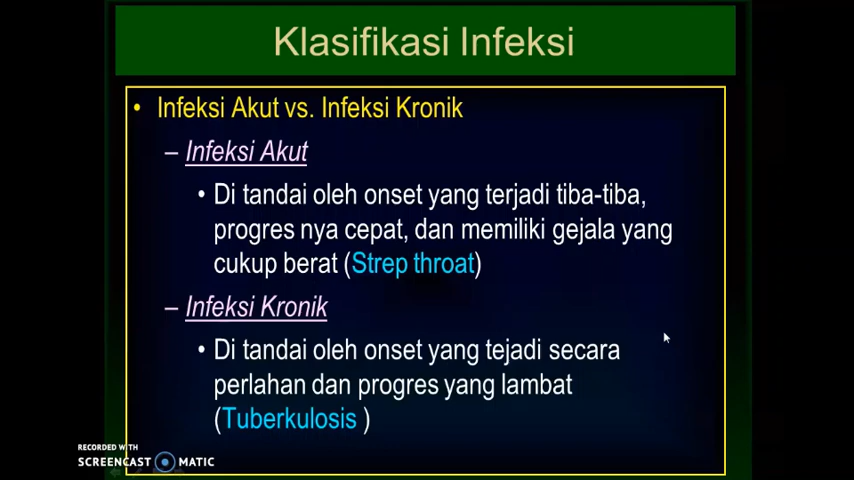 Klasifikasi Infeksi
• Infeksi Akut vs. Infeksi Kronik
– Infeksi Akut
• Di tandai oleh onset yang terjadi tiba-tiba,
progres nya cepat, dan memiliki gejala yang
cukup berat (Strep throat)
– Infeksi Kronik
• Di tandai oleh onset yang tejadi secara
perlahan dan progres yang lambat
(Tuberkulosis )
RECORDED WITH
SCREENCAST MATIC